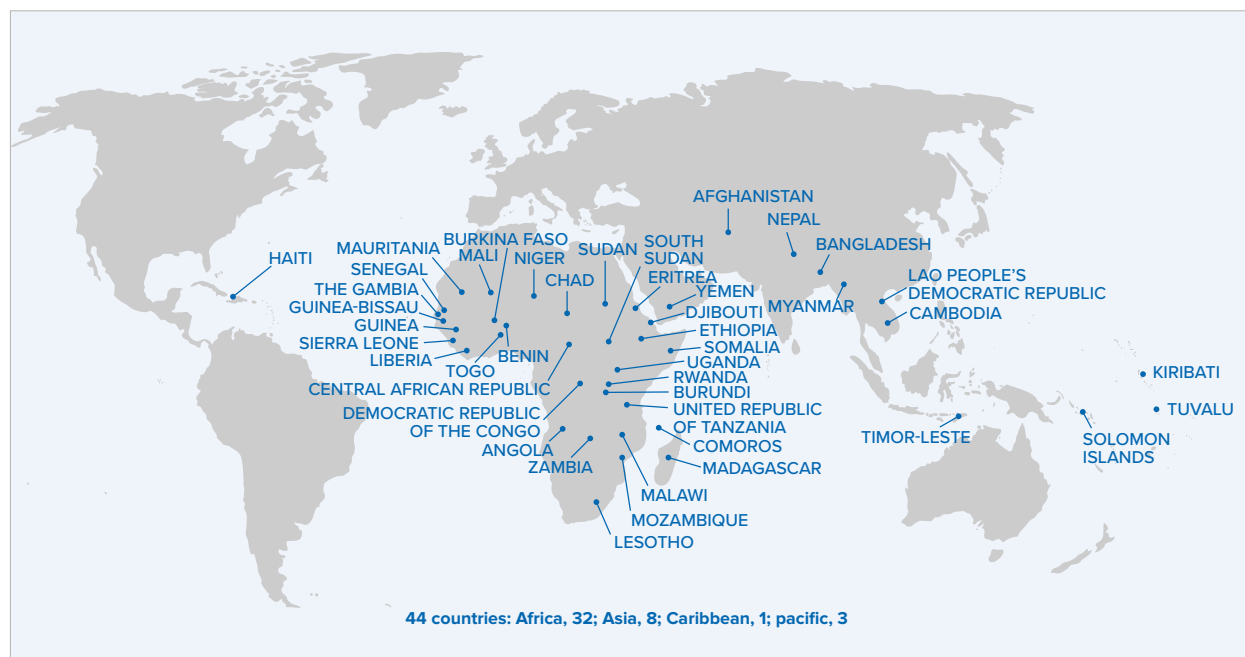 AFGHANISTAN
NEPAL
BANGLADESH
HAITI
MAURITANIA
BURKINA FASO
MALI
NIGER
SUDAN
SOUTH
SUDAN
SENEGAL
CHAD
ERITREA
YEMEN
MYANMAR
LAO PEOPLE'S
DEMOCRATIC REPUBLIC
THE GAMBIA
GUINEA-BISSAU
DJIBOUTI
CAMBODIA
GUINEA
ETHIOPIA
SIERRA LEONE
SOMALIA
LIBERIA
BENIN
UGANDA
TOGO
RWANDA
KIRIBATI
CENTRAL AFRICAN REPUBLIC
BURUNDI
DEMOCRATIC REPUBLIC
OF THE CONGO
UNITED REPUBLIC
OF TANZANIA
TUVALU
TIMOR-LESTE
SOLOMON
ISLANDS
ANGOLA
COMOROS
ZAMBIA
MADAGASCAR
MALAWI
MOZAMBIQUE
LESOTHO
44 countries: Africa, 32; Asia, 8; Caribbean, 1; pacific, 3